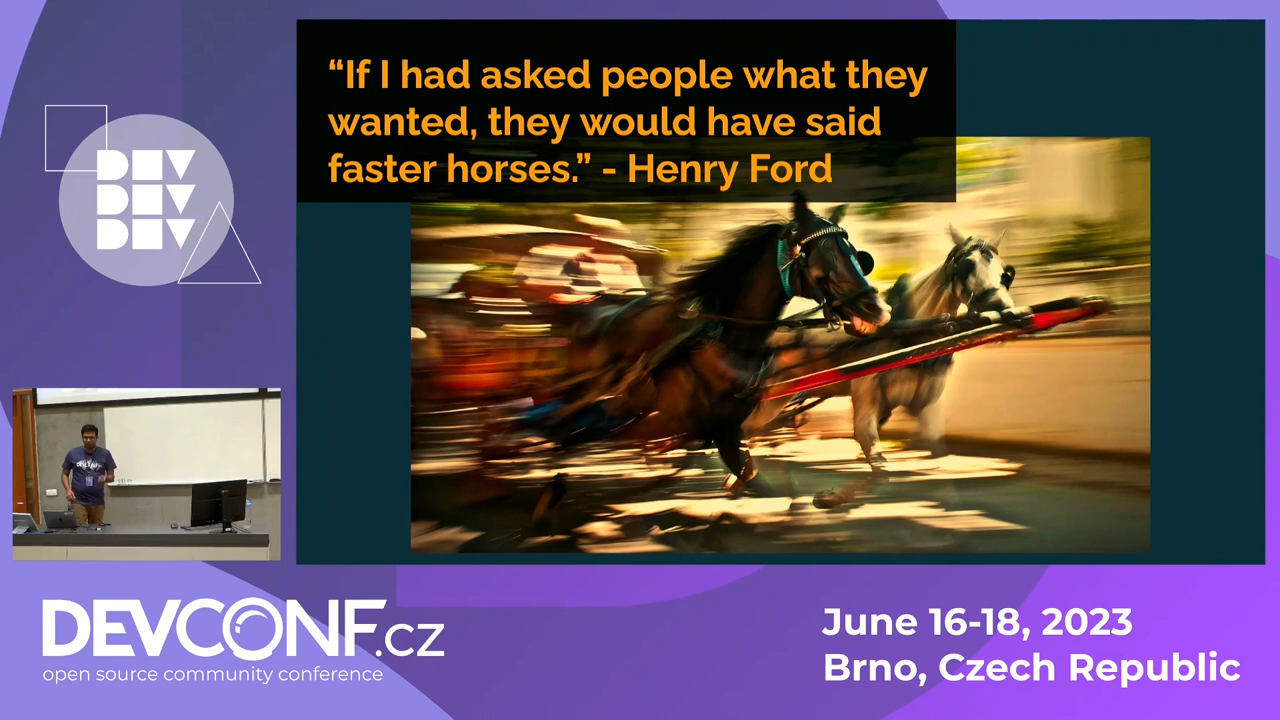 “If I had asked people what they
wanted, they would have said
faster horses.” - Henry Ford
DEV
DEV
DEV
DEVCONF.cz
open source community conference
June 16-18, 2023
Brno, Czech Republic